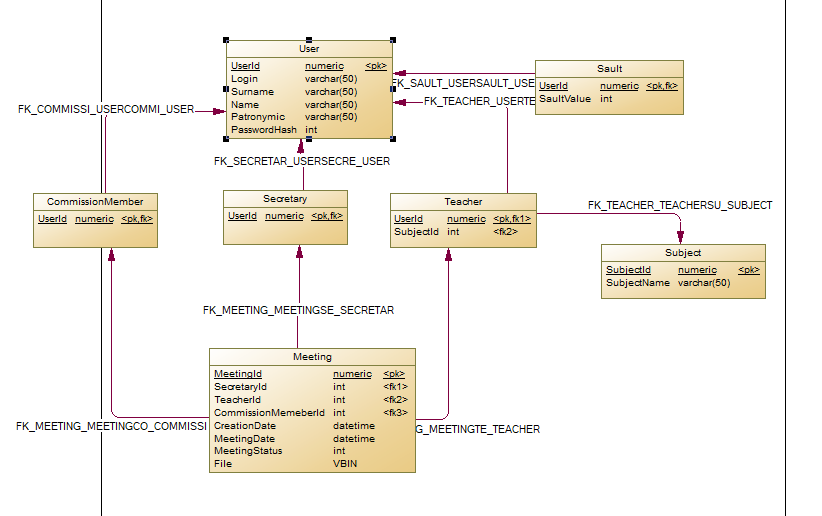 User
UserId numeric <pk>
Login varchar(50)
Surname varchar(50)
Name varchar(50)
Patronymic varchar(50)
PasswordHash int
Sault
UserId numeric <pk,fk>
SaultValue int
FK_SAULT_USERSAULT_USE
FK_TEACHER_USERTE
FK_COMMISSI_USERCOMMI_USER
FK_SECRETAR_USERSECRE_USER
CommissionMember
UserId numeric <pk,fk>
Secretary
UserId numeric <pk,fk>
Teacher
UserId numeric <pk,fk1>
SubjectId int <fk2>
FK_TEACHER_TEACHERSU_SUBJECT
Subject
SubjectId numeric <pk>
SubjectName varchar(50)
FK_MEETING_MEETINGSE_SECRETAR
Meeting
MeetingId numeric <pk>
SecretaryId int <fk1>
TeacherId int <fk2>
CommissionMemeberId int <fk3>
CreationDate datetime
MeetingDate datetime
MeetingStatus int
File VBIN
FK_MEETING_MEETINGCO_COMMISSI
G_MEETINGTE_TEACHER